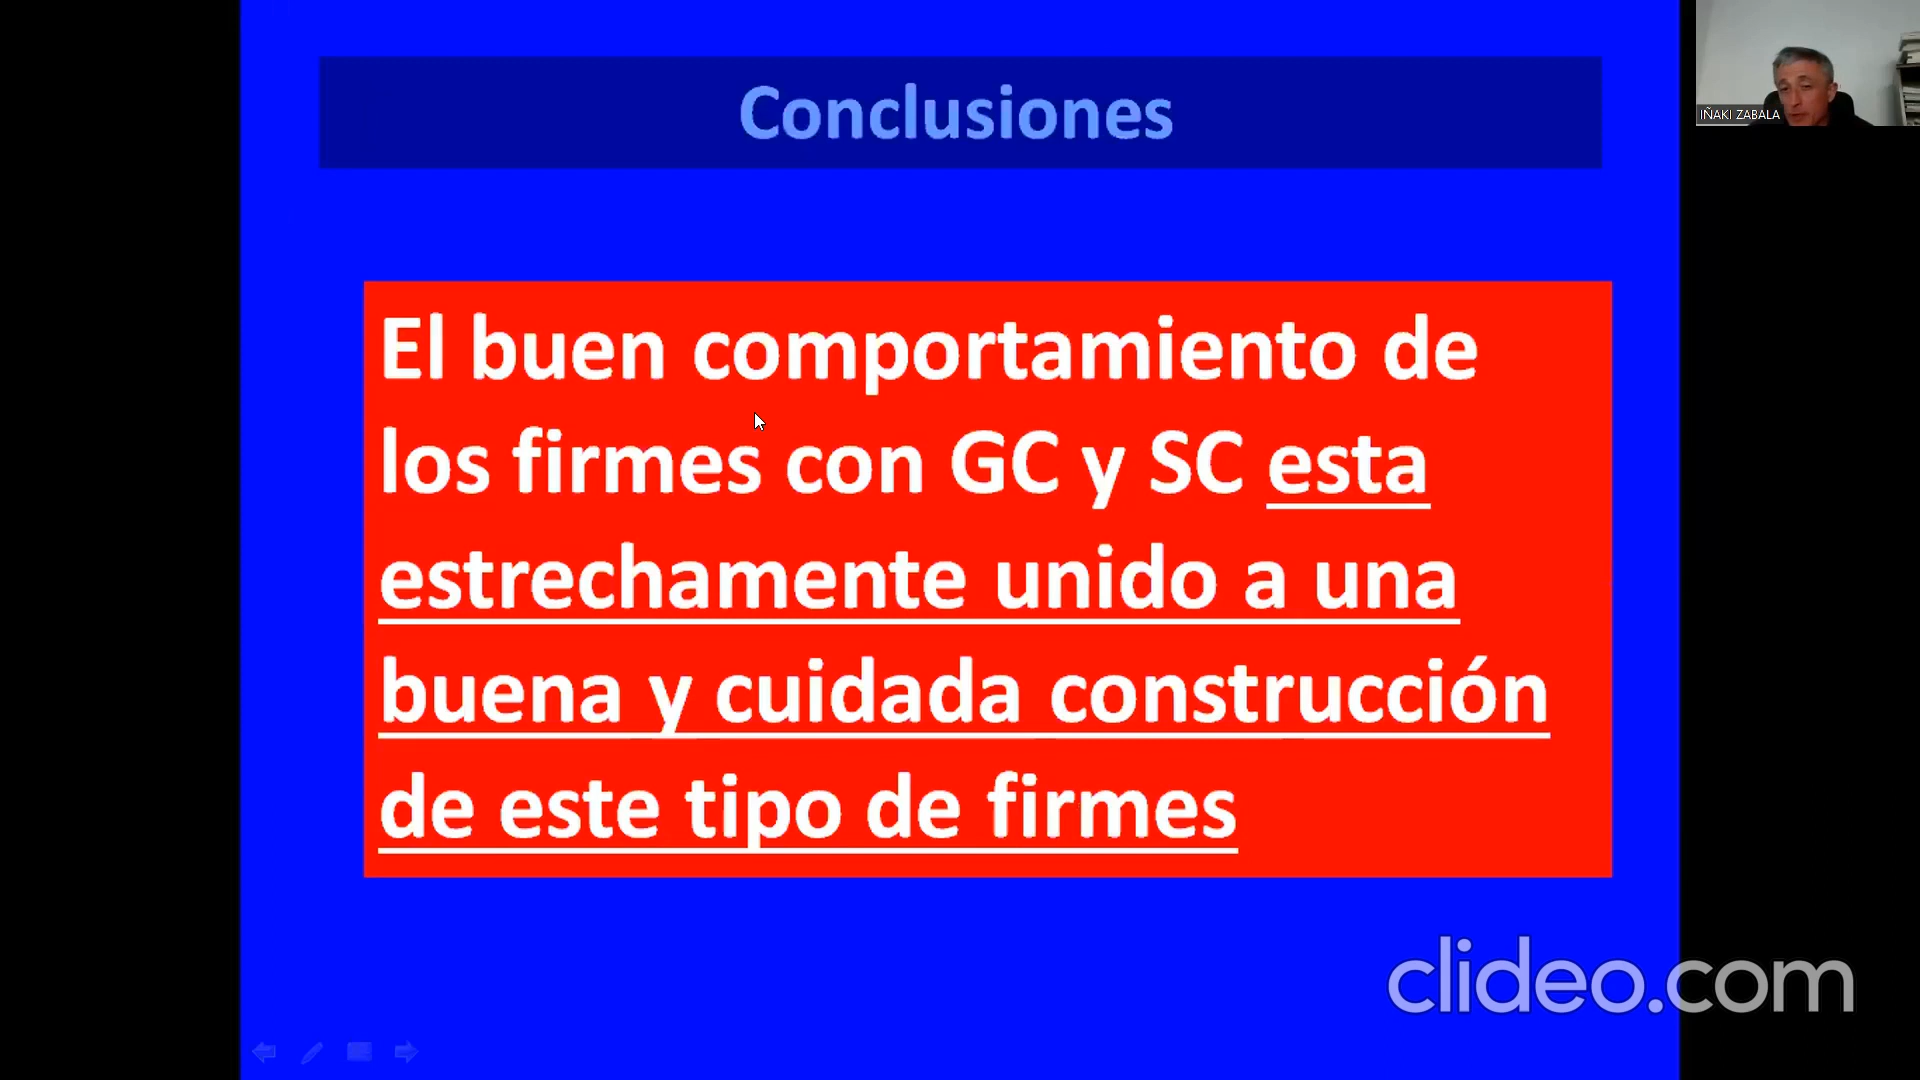 Conclusiones
IÑAKI ZABALA
El buen comportamiento de
los firmes con GC y SC esta
estrechamente unido a una
buena y cuidada construcción
de este tipo de firmes
clideo.com